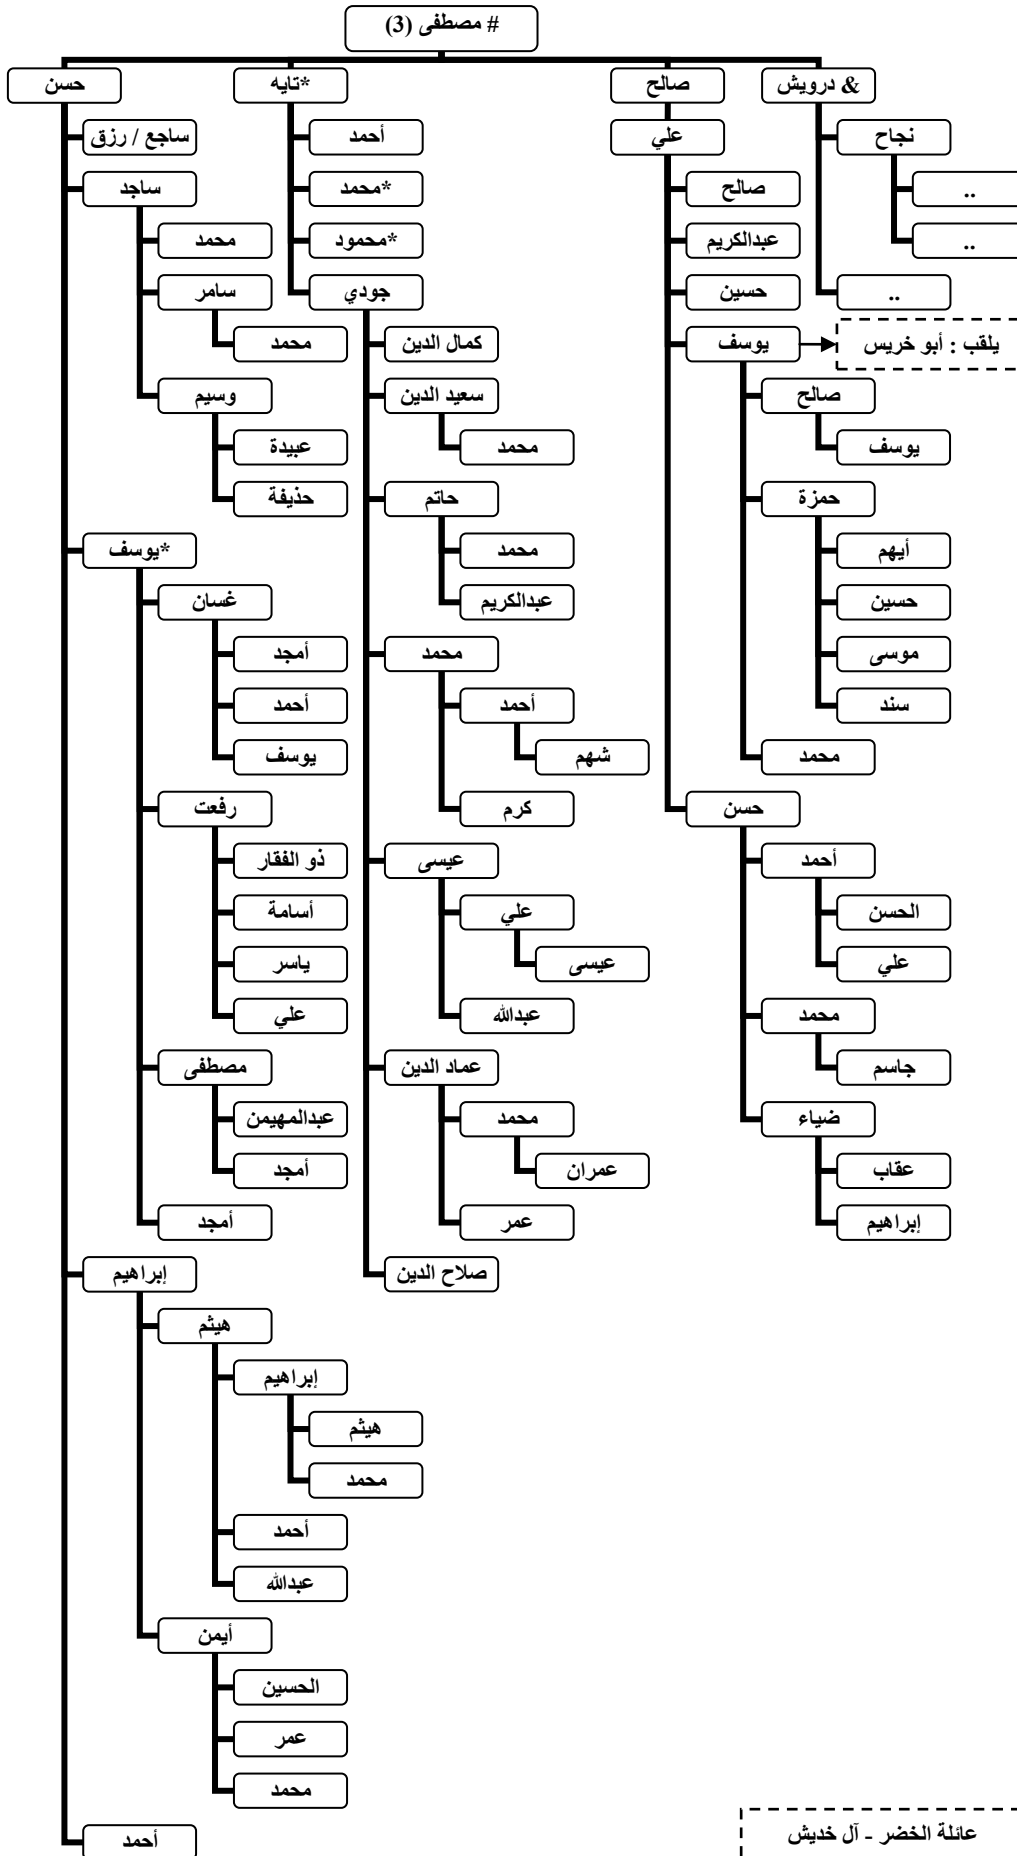 # مصطفى (3)
& درويش
صالح
*تايه
حسن
نجاح
علي
أحمد
ساجع / رزق
..
صالح
*محمد
ساجد
..
عبدالكريم
*محمود
محمد
..
حسين
جودي
سامر
يلقب : أبو خريس
يوسف
كمال الدين
محمد
صالح
سعيد الدين
وسيم
يوسف
محمد
عبيدة
حمزة
حاتم
حذيفة
أيهم
محمد
*يوسف
حسين
عبدالكريم
غسان
موسى
محمد
أمجد
سند
أحمد
أحمد
محمد
شهم
يوسف
حسن
كرم
رفعت
أحمد
عيسى
ذو الفقار
الحسن
علي
أسامة
علي
عيسى
ياسر
محمد
عبدالله
علي
جاسم
عماد الدين
مصطفى
ضياء
محمد
عبدالمهيمن
عقاب
عمران
أمجد
إبراهيم
عمر
أمجد
صلاح الدين
إبراهيم
هيثم
إبراهيم
هيثم
محمد
أحمد
عبدالله
أيمن
الحسين
عمر
محمد
أحمد
عائلة الخضر - آل خديش